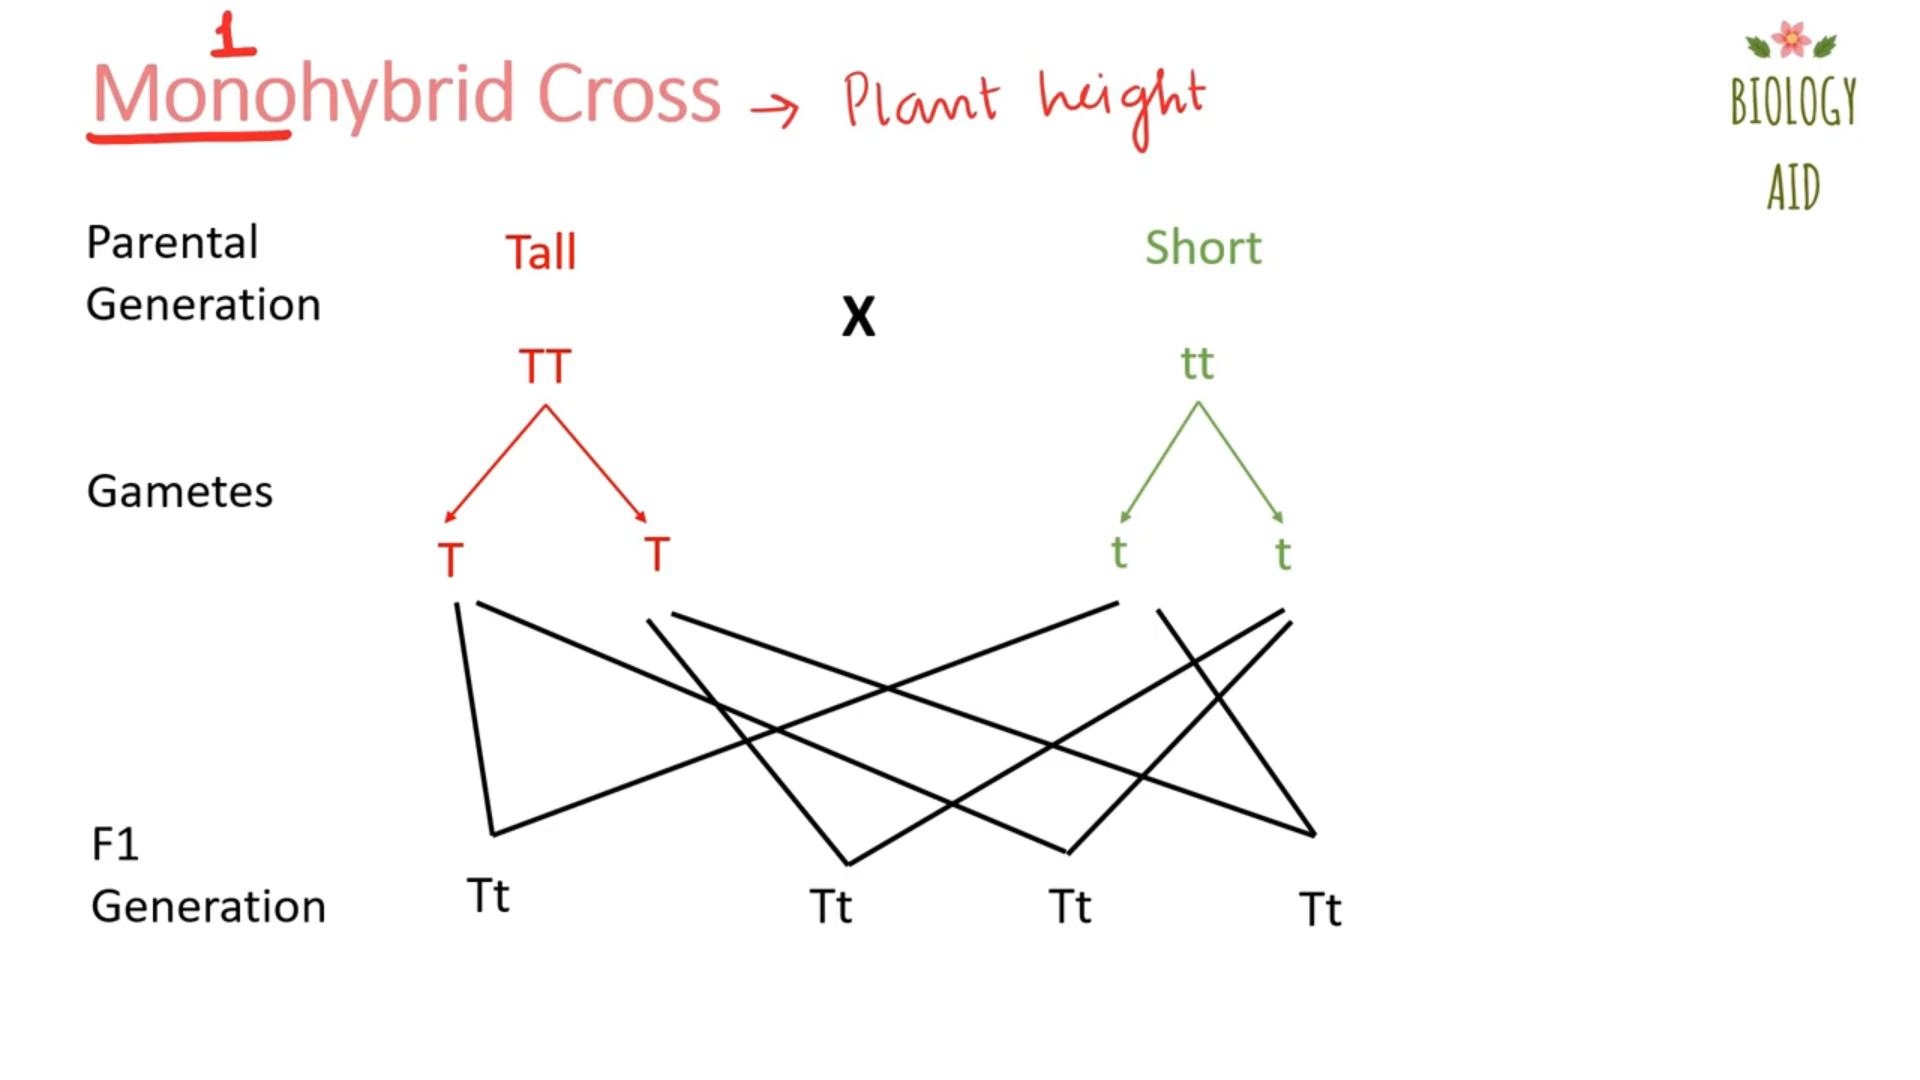 1
Monohybrid Cross → Plant height
BIOLOGY
AID
Parental
Generation
Tall
X
Short
TT
tt
Gametes
T T t t
F1
Generation
Tt Tt Tt Tt